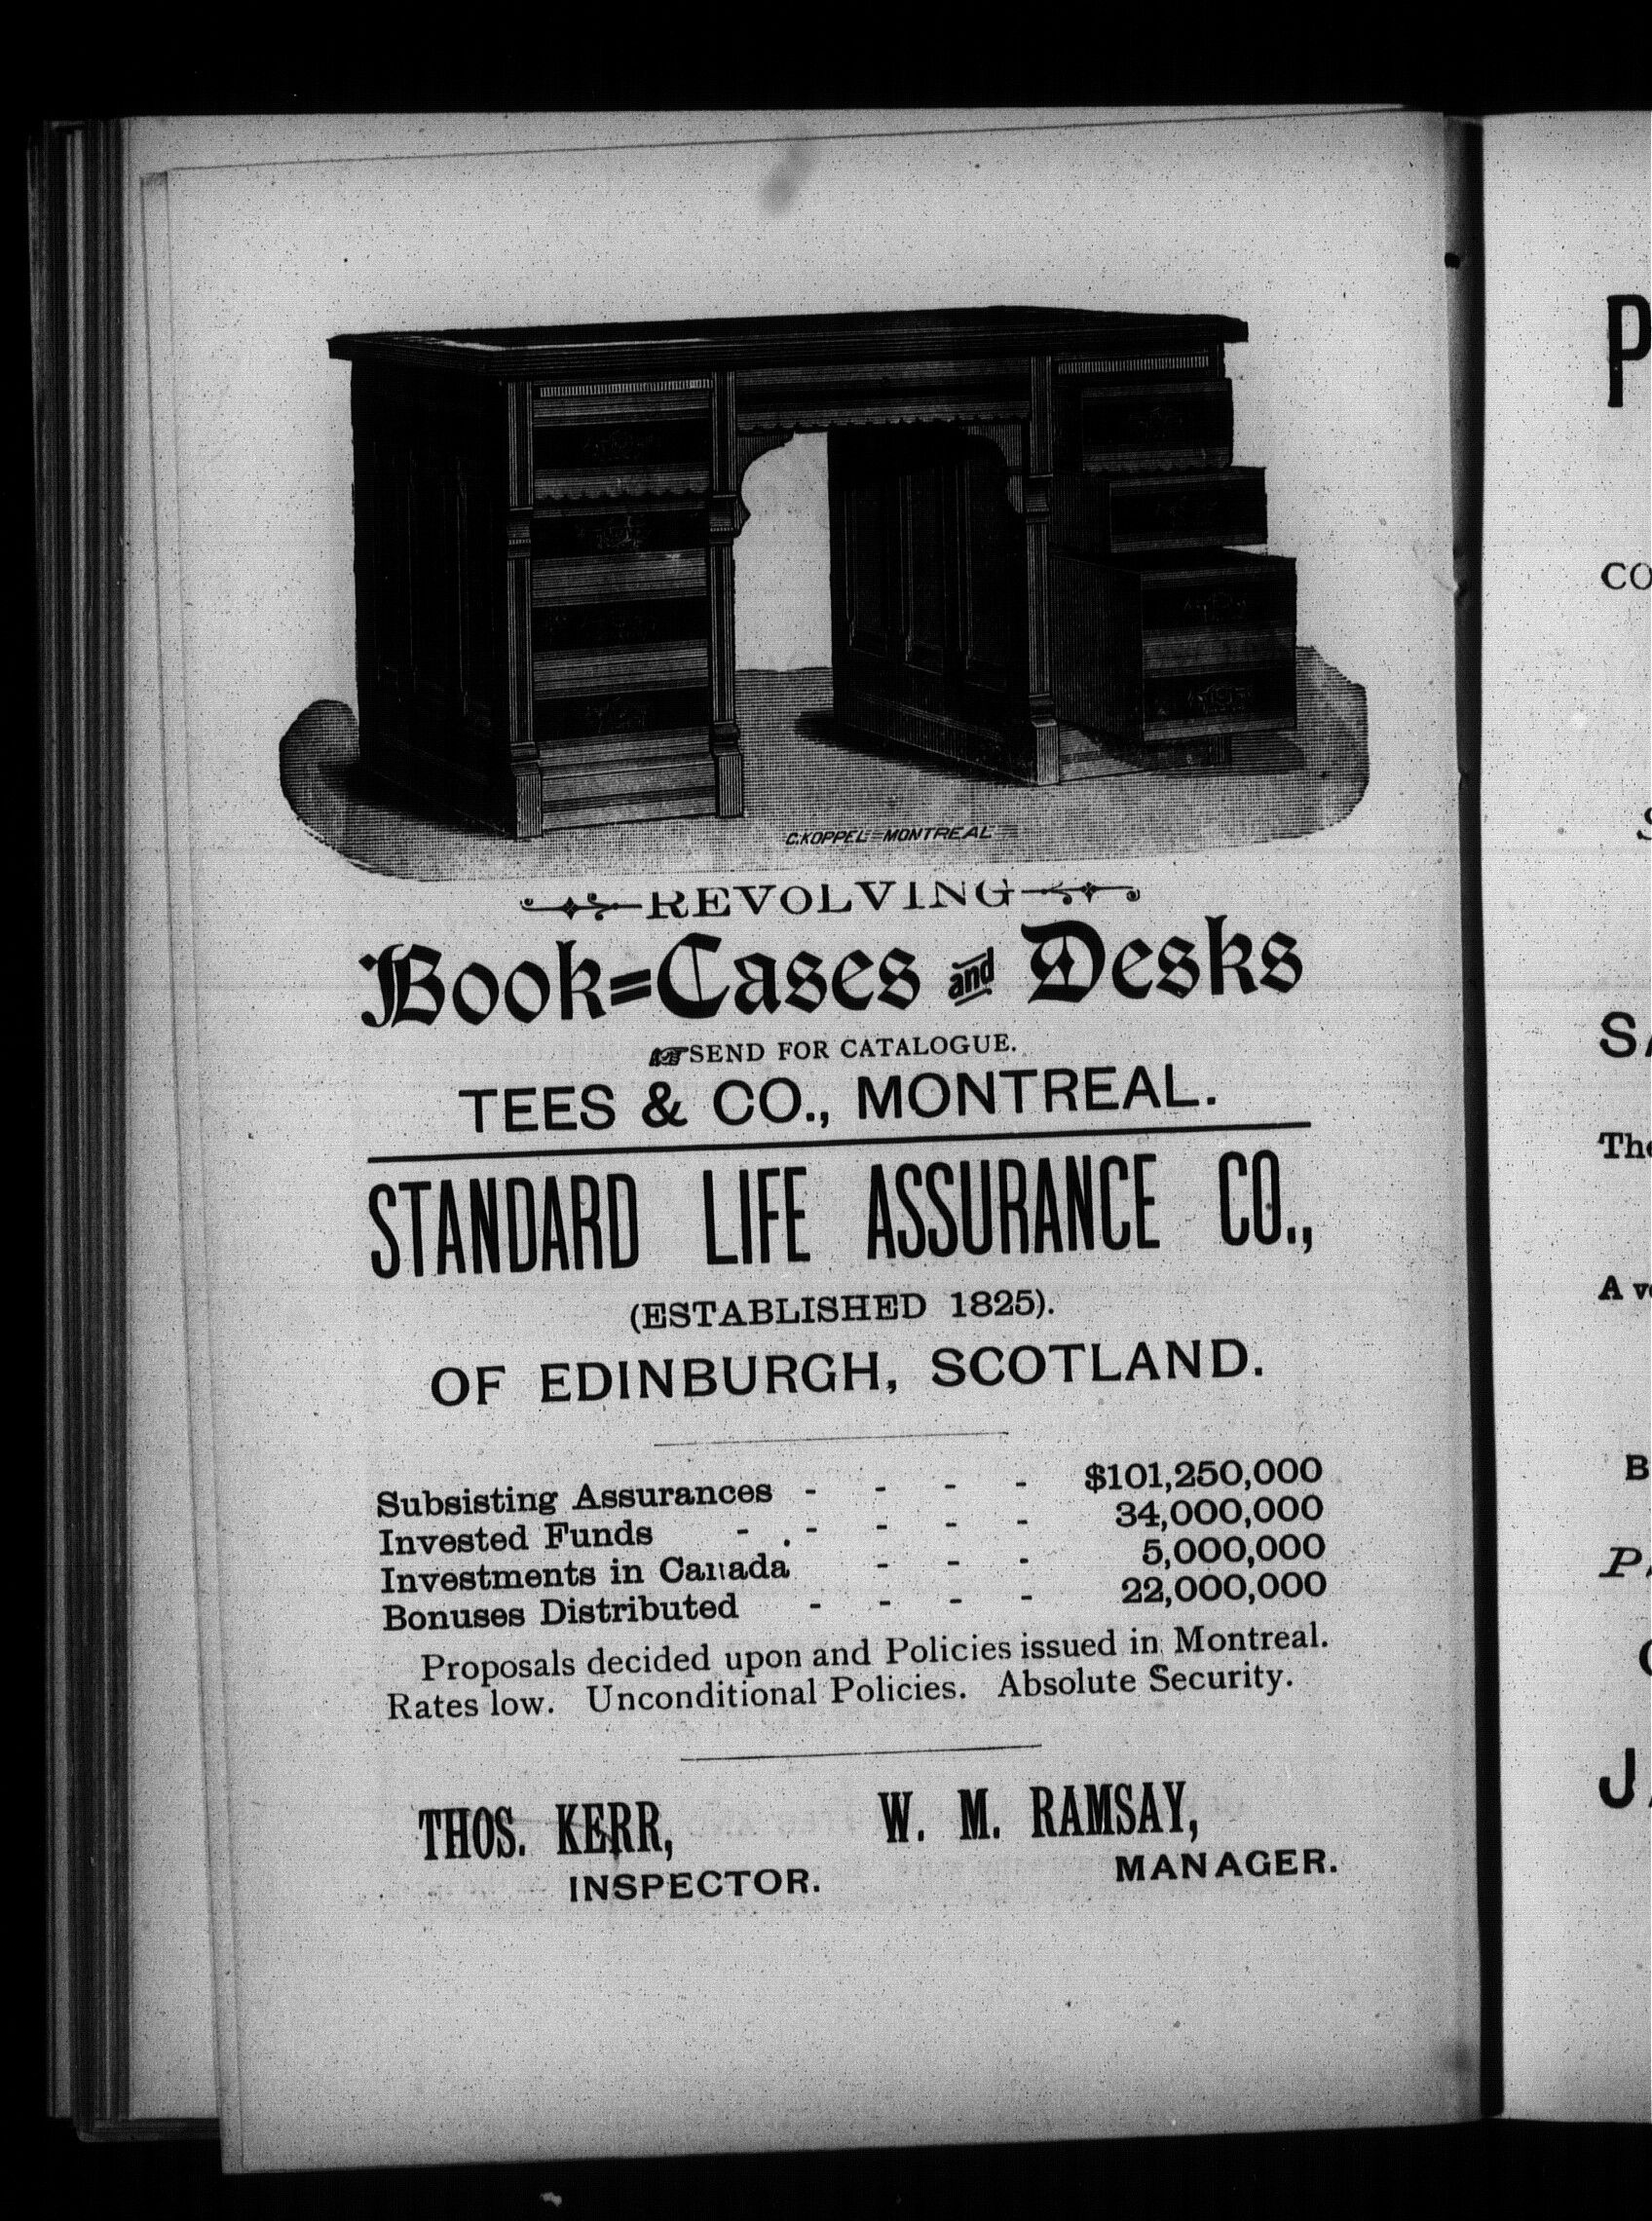 C. KOPPEL = MONTREAL
REVOLVING
Book=Cases and Desks
☞ SEND FOR CATALOGUE.
TEES & CO., MONTREAL.
STANDARD LIFE ASSURANCE CO.,
(ESTABLISHED 1825).
OF EDINBURGH, SCOTLAND.
Subsisting Assurances - - - - $101,250,000
Invested Funds - - - - - 34,000,000
Investments in Canada - - - 5,000,000
Bonuses Distributed - - - - 22,000,000
Proposals decided upon and Policies issued in Montreal.
Rates low. Unconditional Policies. Absolute Security.
THOS. KERR, W. M. RAMSAY,
INSPECTOR. MANAGER.